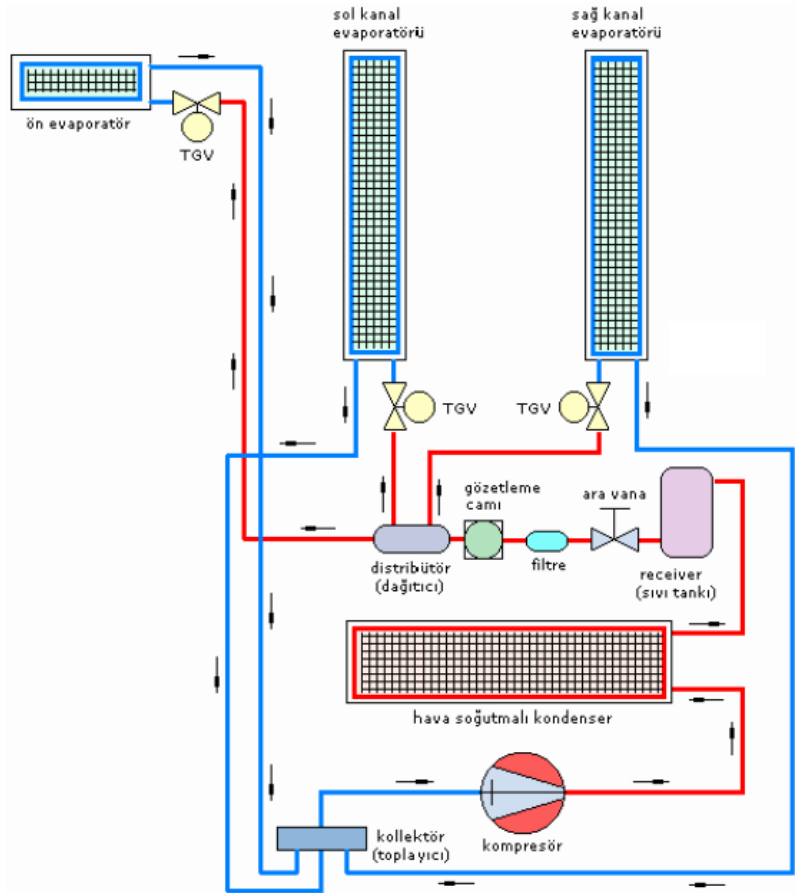 sol kanal
evaporatörü
sağ kanal
evaporatörü
ön evaporatör
TGV
TGV
TGV
gözetleme
camı
ara vana
distribütör
(dağıtıcı)
filtre
receiver
(sıvı tankı)
hava soğutmalı kondenser
kollektör
(toplayıcı)
kompresör